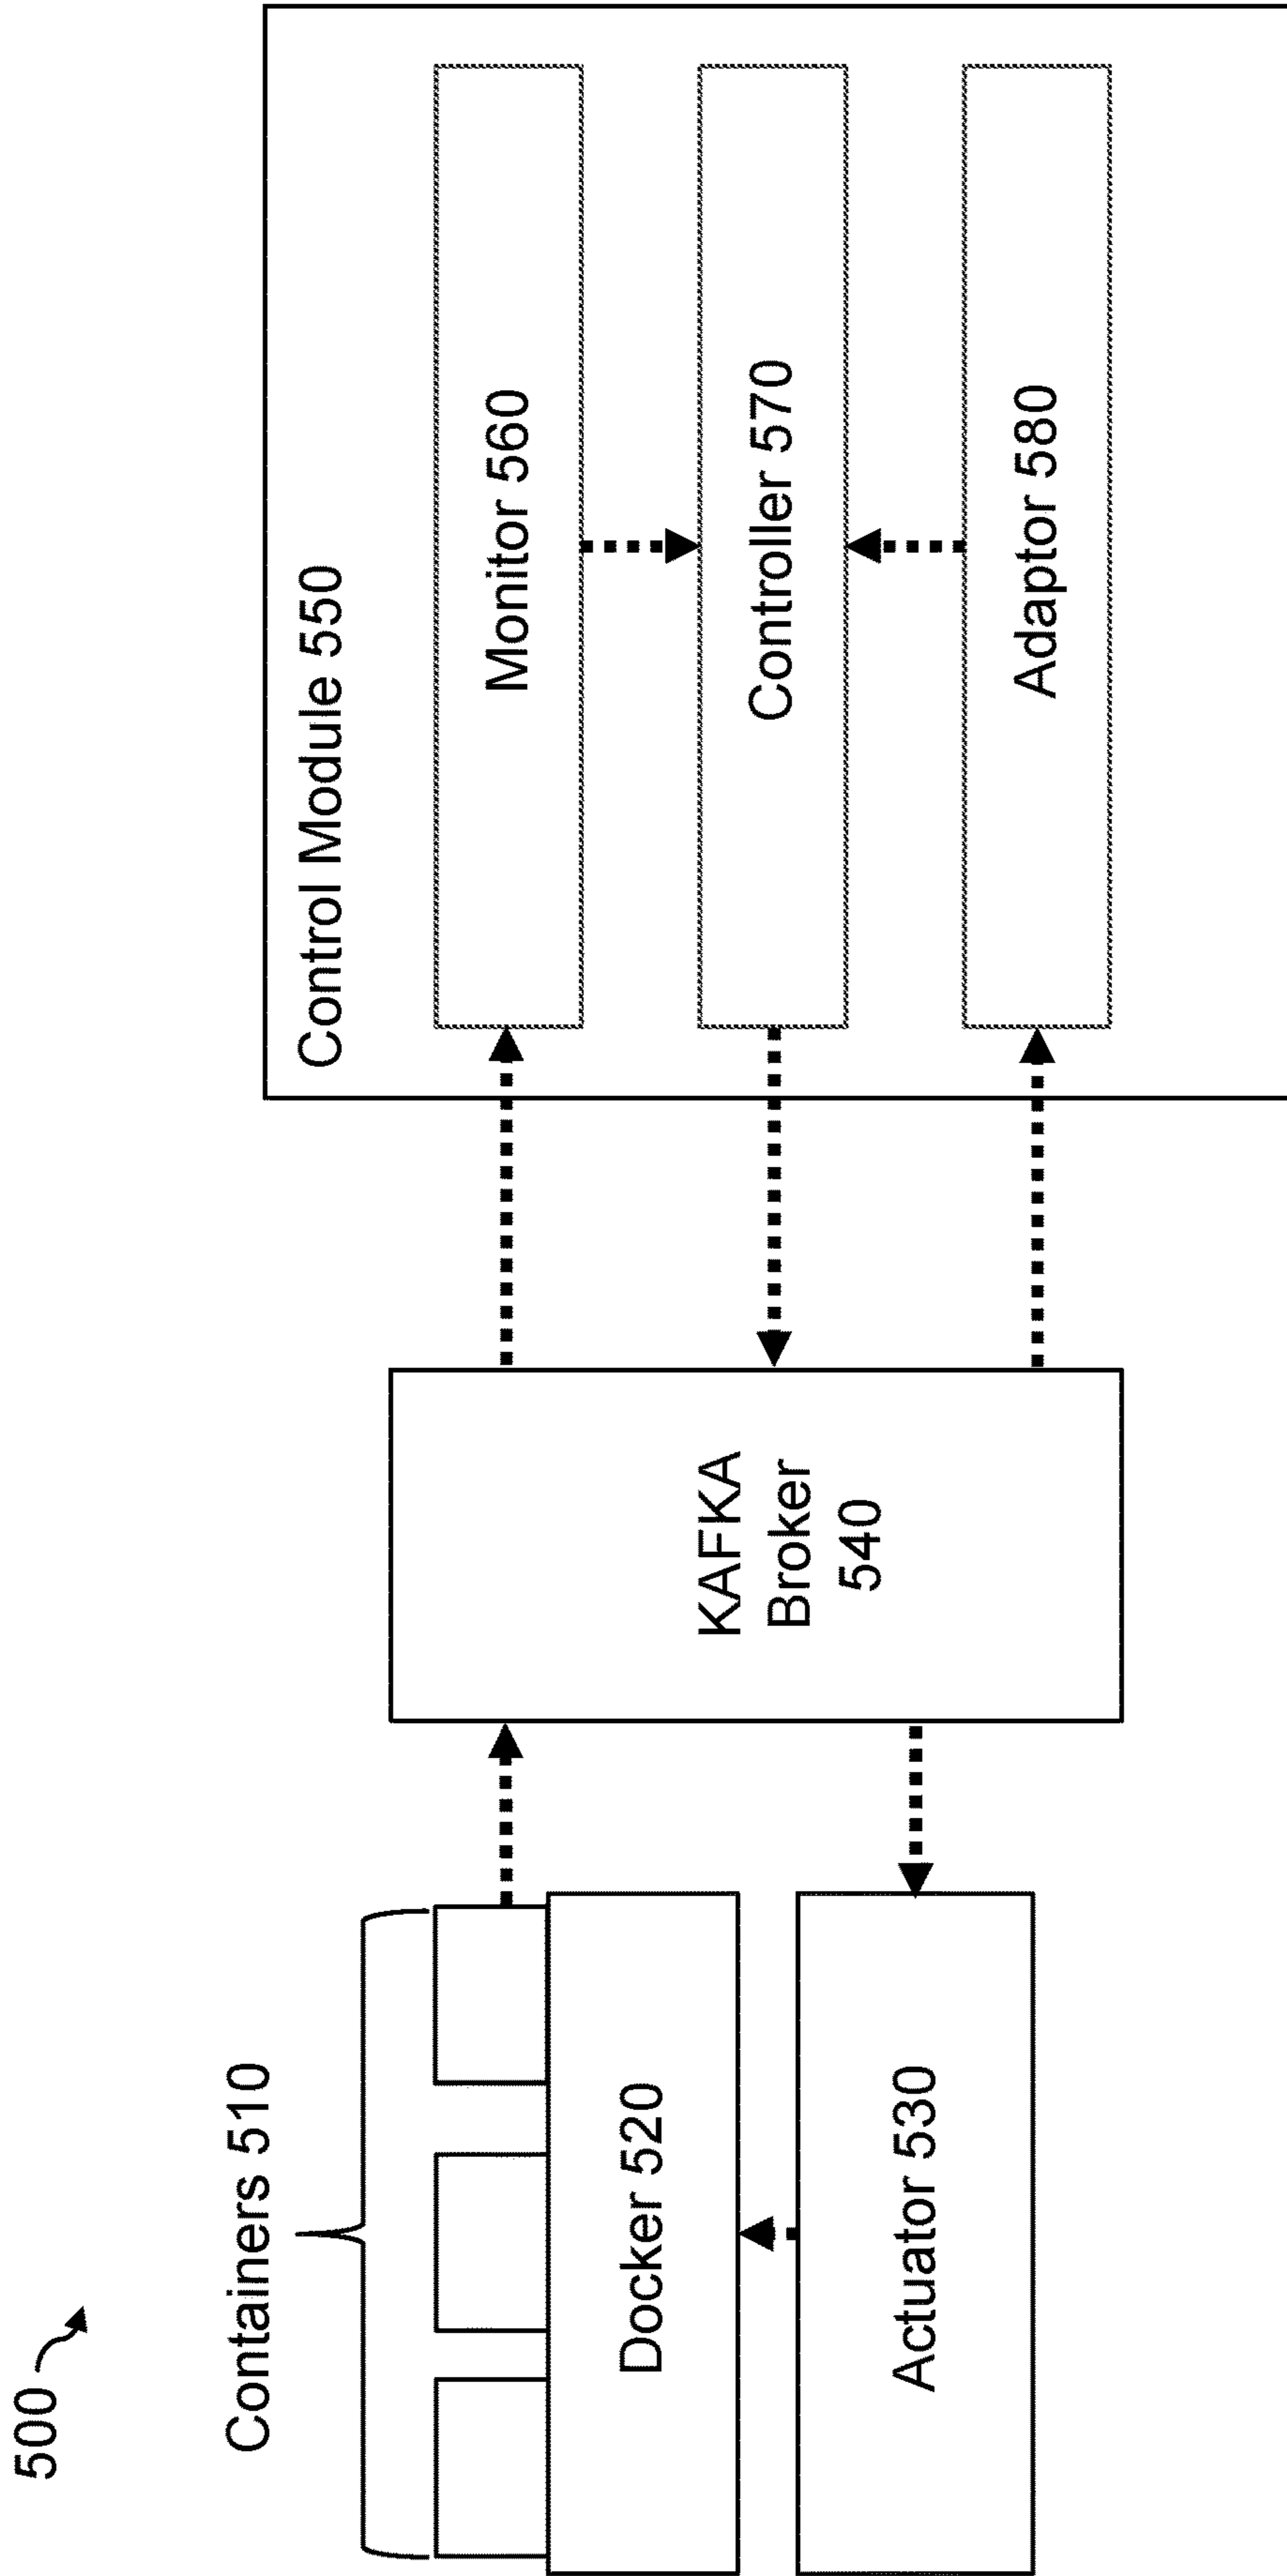 500
Containers 510
Docker 520
Actuator 530
KAFKA
Broker
540
Control Module 550
Monitor 560
Controller 570
Adaptor 580